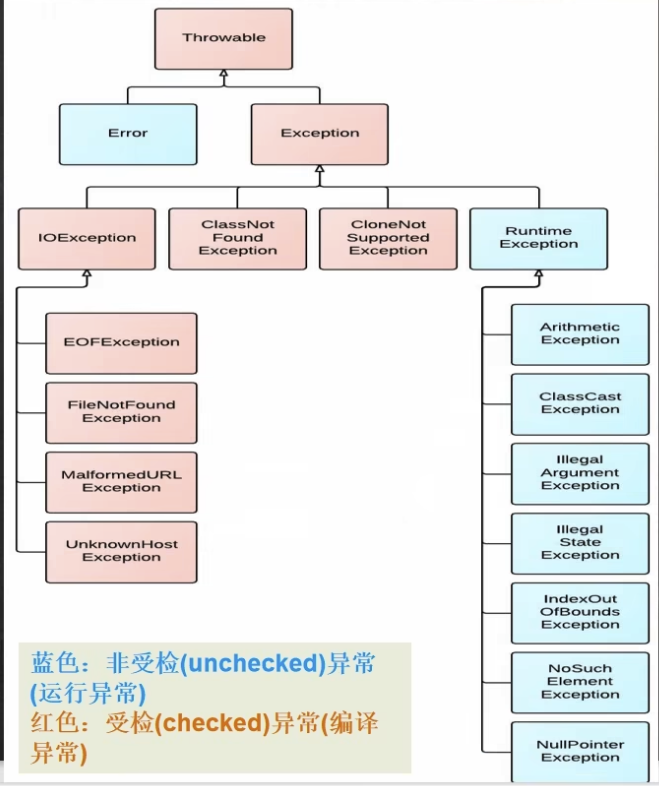 Throwable
Error
Exception
IOException
ClassNot
Found
Exception
CloneNot
Supported
Exception
Runtime
Exception
EOFException
FileNotFound
Exception
MalformedURL
Exception
UnknownHost
Exception
Arithmetic
Exception
ClassCast
Exception
Illegal
Argument
Exception
Illegal
State
Exception
IndexOut
OfBounds
Exception
NoSuch
Element
Exception
NullPointer
Exception
蓝色：非受检(unchecked)异常
(运行异常)
红色：受检(checked)异常(编译
异常)